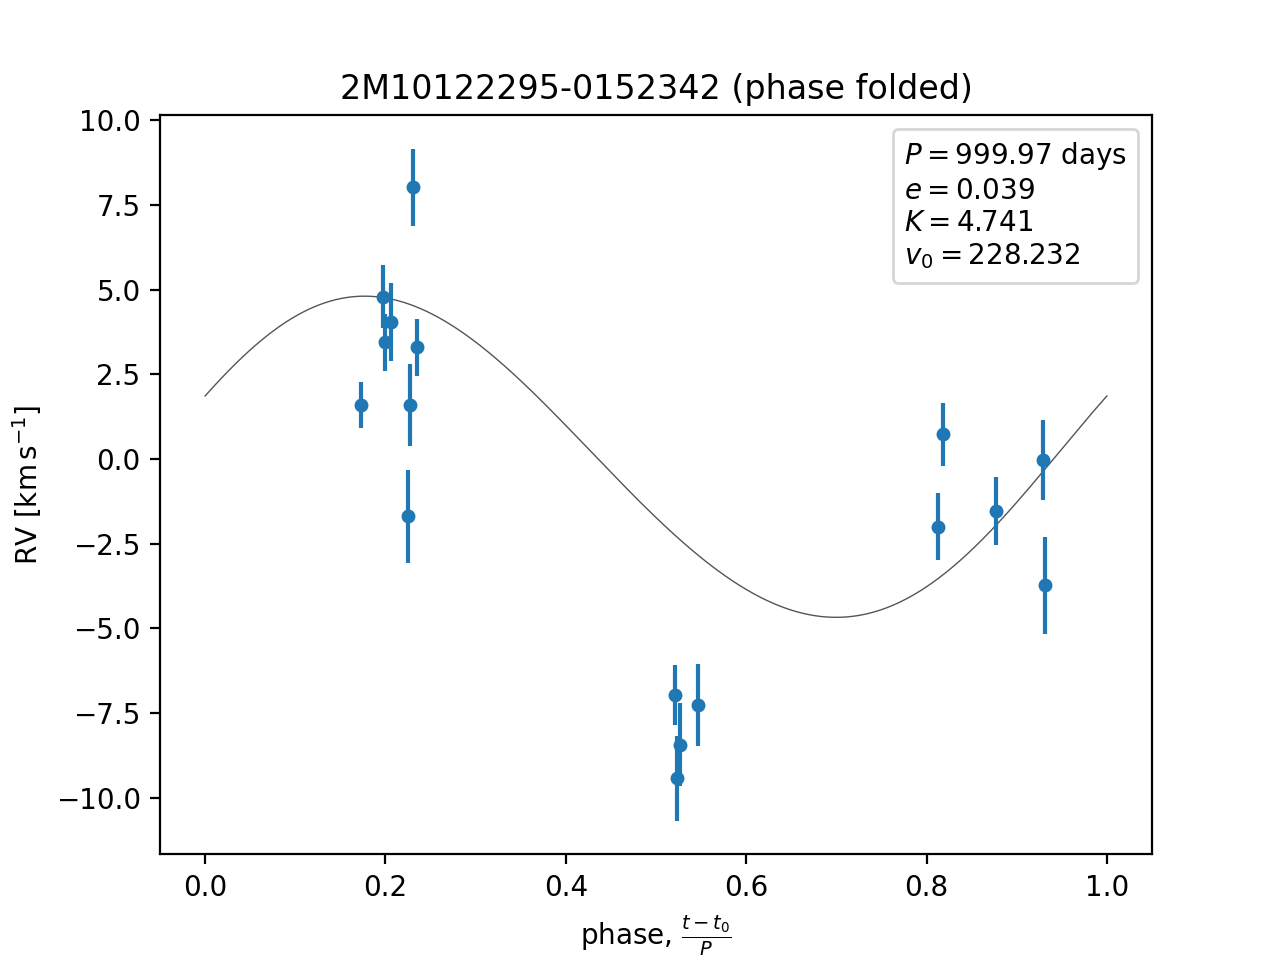 2M10122295-0152342 (phase folded)
P = 999.97 days
e = 0.039
K = 4.741
v₀ = 228.232
RV [km s⁻¹]
10.0
7.5
5.0
2.5
0.0
−2.5
−5.0
−7.5
−10.0
0.0 0.2 0.4 0.6 0.8 1.0
phase, (t − t₀)/P